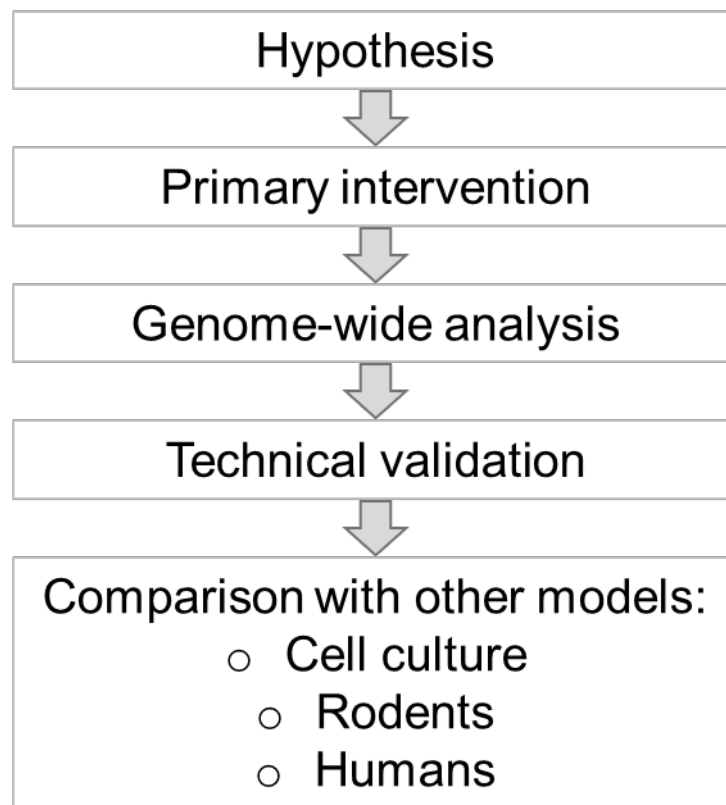 Hypothesis
Primary intervention
Genome-wide analysis
Technical validation
Comparison with other models:
o Cell culture
o Rodents
o Humans